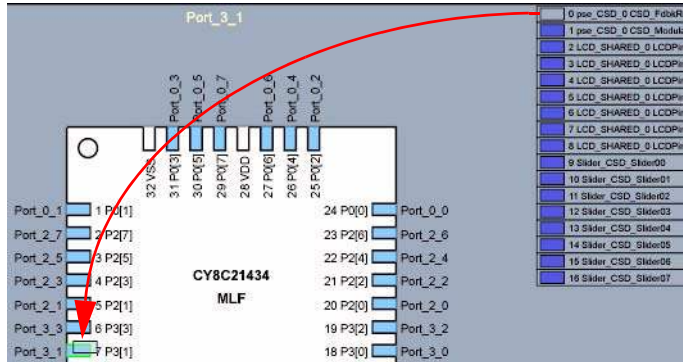 Port_3_1
0 pse_CSD_0 CSD_FdbkR
1 pse_CSD_0 CSD_Modula
2 LCD_SHARED_0 LCDPin
3 LCD_SHARED_0 LCDPin
4 LCD_SHARED_0 LCDPin
5 LCD_SHARED_0 LCDPin
6 LCD_SHARED_0 LCDPin
7 LCD_SHARED_0 LCDPin
8 LCD_SHARED_0 LCDPin
9 Slider_CSD_Slider00
10 Slider_CSD_Slider01
11 Slider_CSD_Slider02
12 Slider_CSD_Slider03
13 Slider_CSD_Slider04
14 Slider_CSD_Slider05
15 Slider_CSD_Slider06
16 Slider_CSD_Slider07
Port_0_3
Port_0_5
Port_0_7
Port_0_6
Port_0_4
Port_0_2
32 VSS
31 P0[3]
30 P0[5]
29 P0[7]
28 VDD
27 P0[6]
26 P0[4]
25 P0[2]
Port_0_1 1 P0[1] 24 P0[0] Port_0_0
Port_2_7 2 P2[7] 23 P2[6] Port_2_6
Port_2_5 3 P2[5] 22 P2[4] Port_2_4
Port_2_3 4 P2[3] CY8C21434 21 P2[2] Port_2_2
MLF
Port_2_1 5 P2[1] 20 P2[0] Port_2_0
Port_3_3 6 P3[3] 19 P3[2] Port_3_2
Port_3_1 7 P3[1] 18 P3[0] Port_3_0